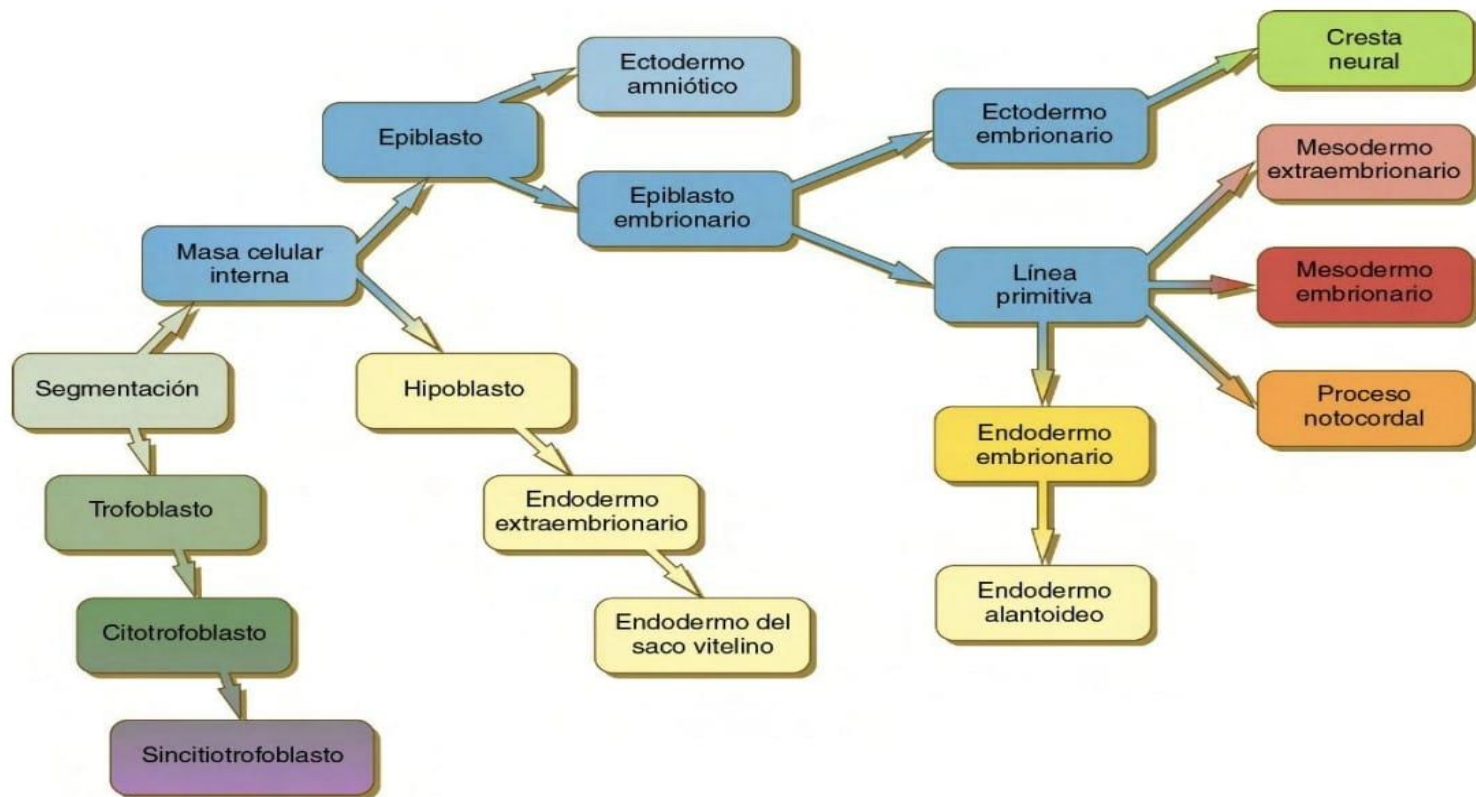 Cresta
neural
Ectodermo
amniótico
Epiblasto
Ectodermo
embrionario
Mesodermo
extraembrionario
Epiblasto
embrionario
Masa celular
interna
Línea
primitiva
Mesodermo
embrionario
Segmentación
Hipoblasto
Proceso
notocordal
Endodermo
embrionario
Trofoblasto
Endodermo
extraembrionario
Endodermo
alantoideo
Citotrofoblasto
Endodermo del
saco vitelino
Sincitiotrofoblasto